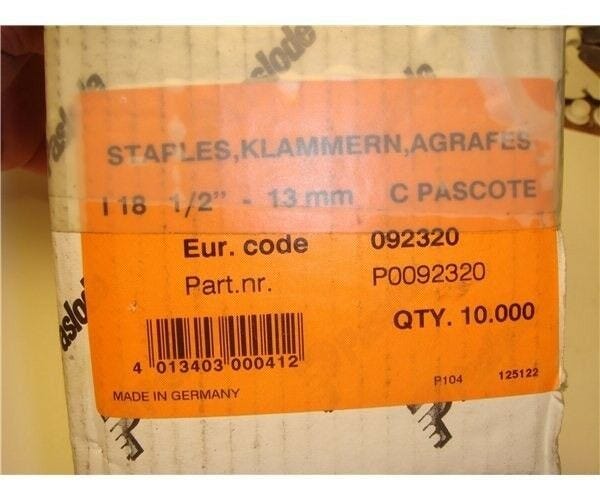 aslode
STAPLES,KLAMMERN,AGRAFES
I 18 1/2" - 13 mm C PASCOTE
Eur. code 092320
Part.nr. P0092320
QTY. 10.000
4 013403 000412
P104 125122
MADE IN GERMANY